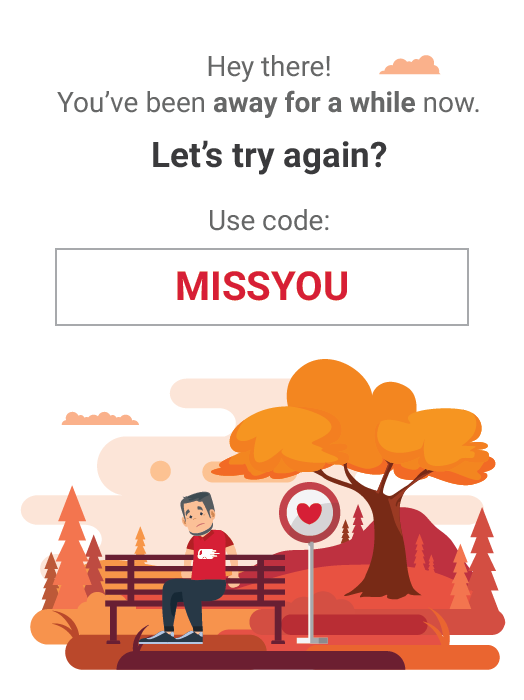 Hey there!
You’ve been away for a while now.
Let’s try again?
Use code:
MISSYOU